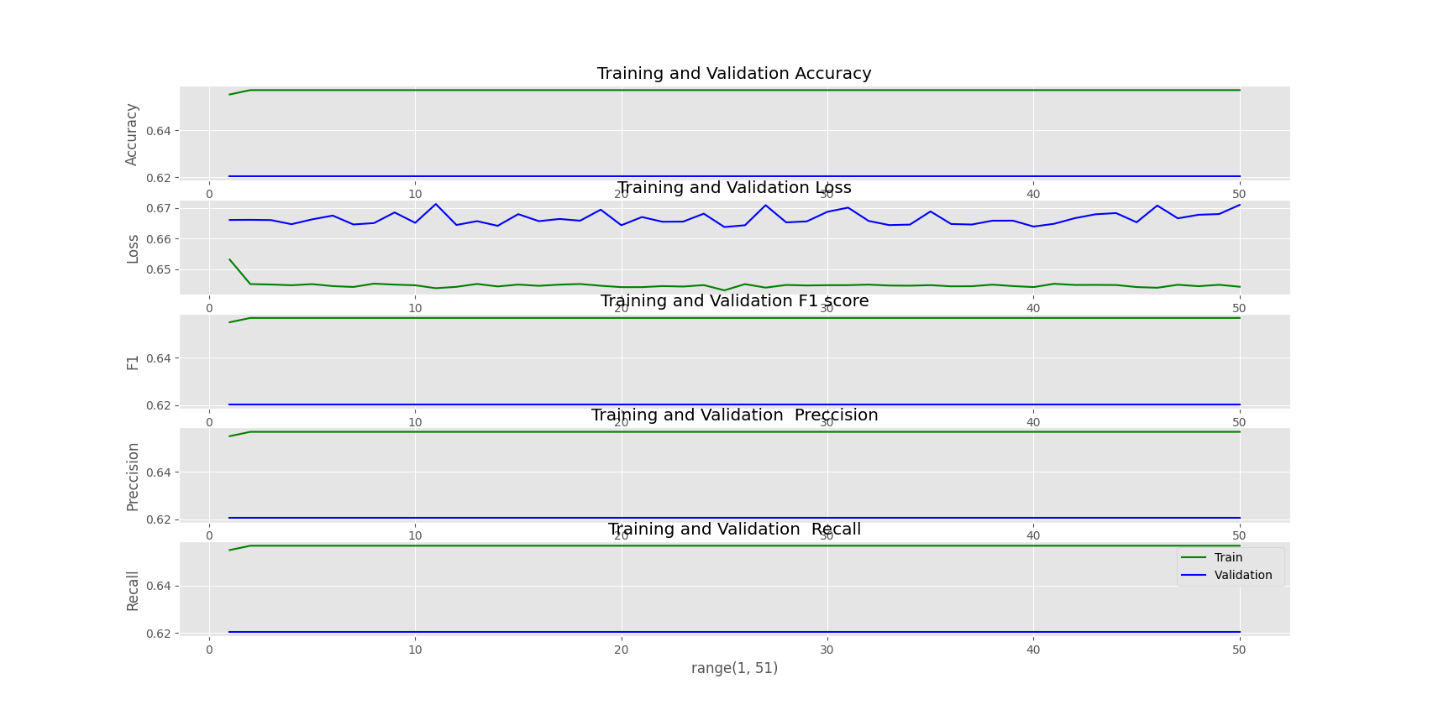 Training and Validation Accuracy
Accuracy
0.64
0.62
0 10 20 30 40 50
Training and Validation Loss
Loss
0.67
0.66
0.65
0 10 20 30 40 50
Training and Validation F1 score
F1
0.64
0.62
0 10 20 30 40 50
Training and Validation  Preccision
Preccision
0.64
0.62
0 10 20 30 40 50
Training and Validation  Recall
Recall
0.64
0.62
Train
Validation
0 10 20 30 40 50
range(1, 51)